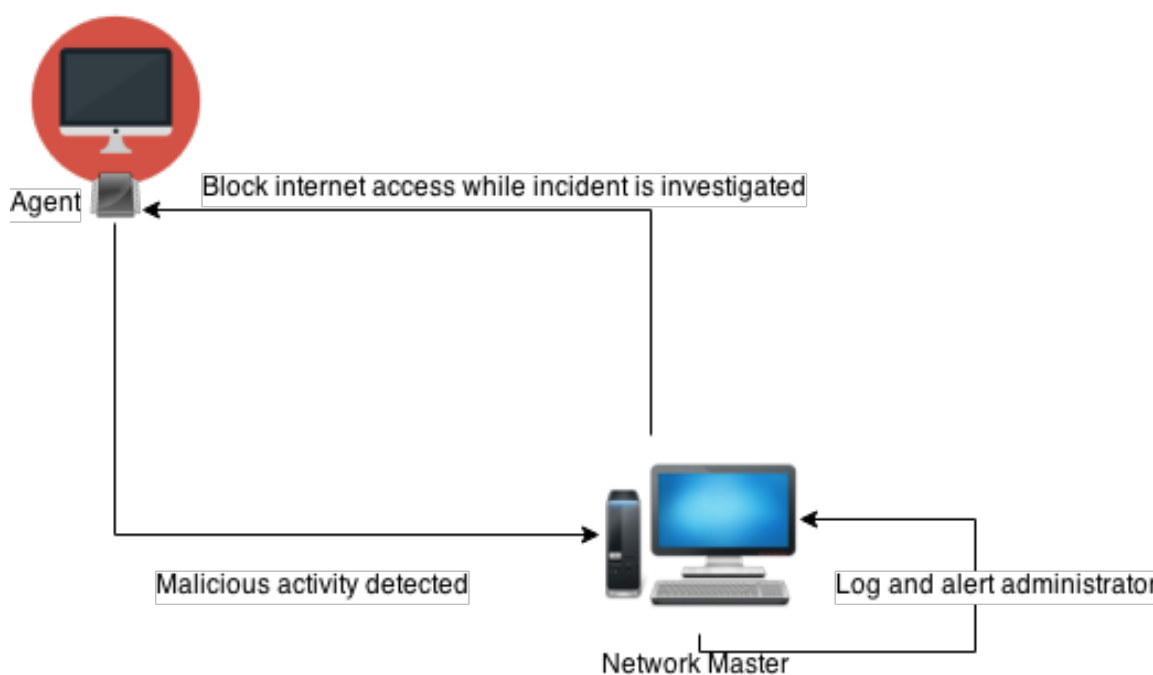 Block internet access while incident is investigated
Agent
Malicious activity detected
Log and alert administrator
Network Master